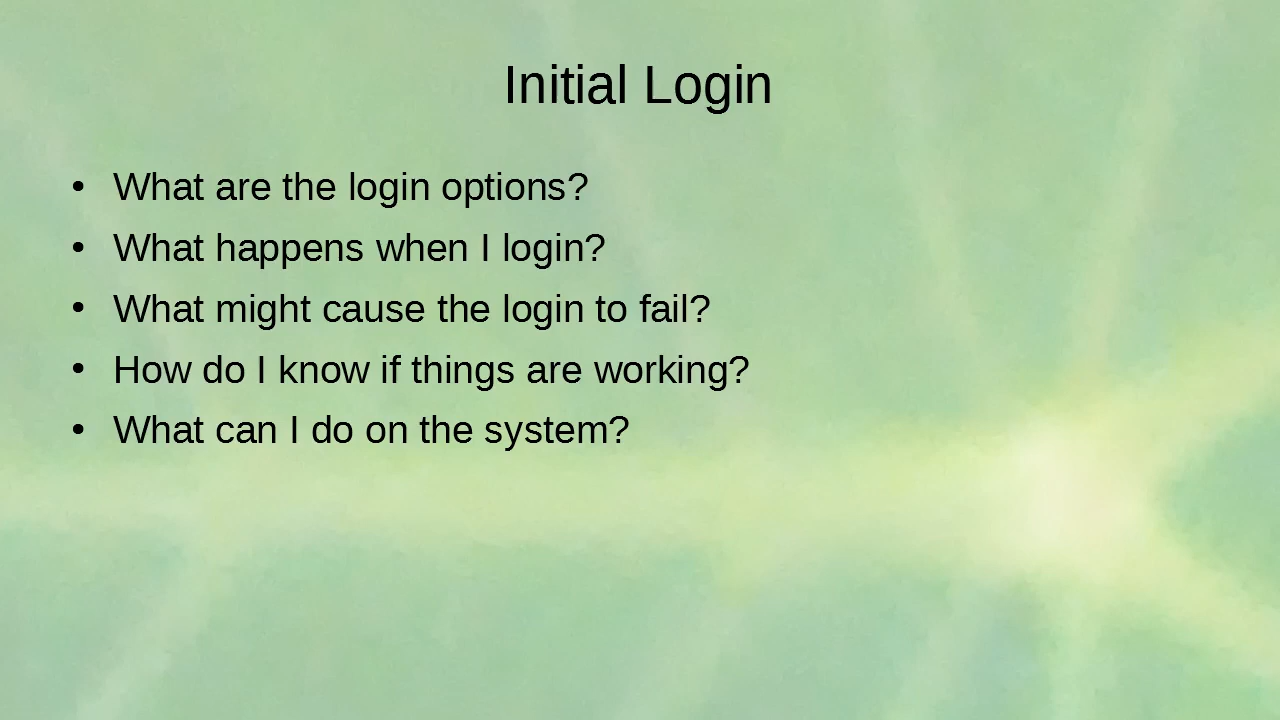 Initial Login
• What are the login options?
• What happens when I login?
• What might cause the login to fail?
• How do I know if things are working?
• What can I do on the system?